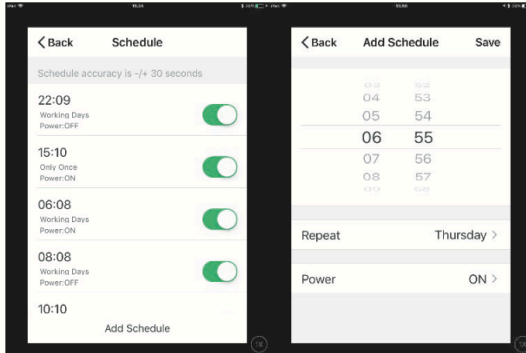 Back Schedule
Schedule accuracy is -/+ 30 seconds
22:09
Working Days
Power:OFF
15:10
Only Once
Power:ON
06:08
Working Days
Power:ON
08:08
Working Days
Power:OFF
10:10
Add Schedule
Back Add Schedule Save
04 53
05 54
06 55
07 56
08 57
Repeat Thursday
Power ON